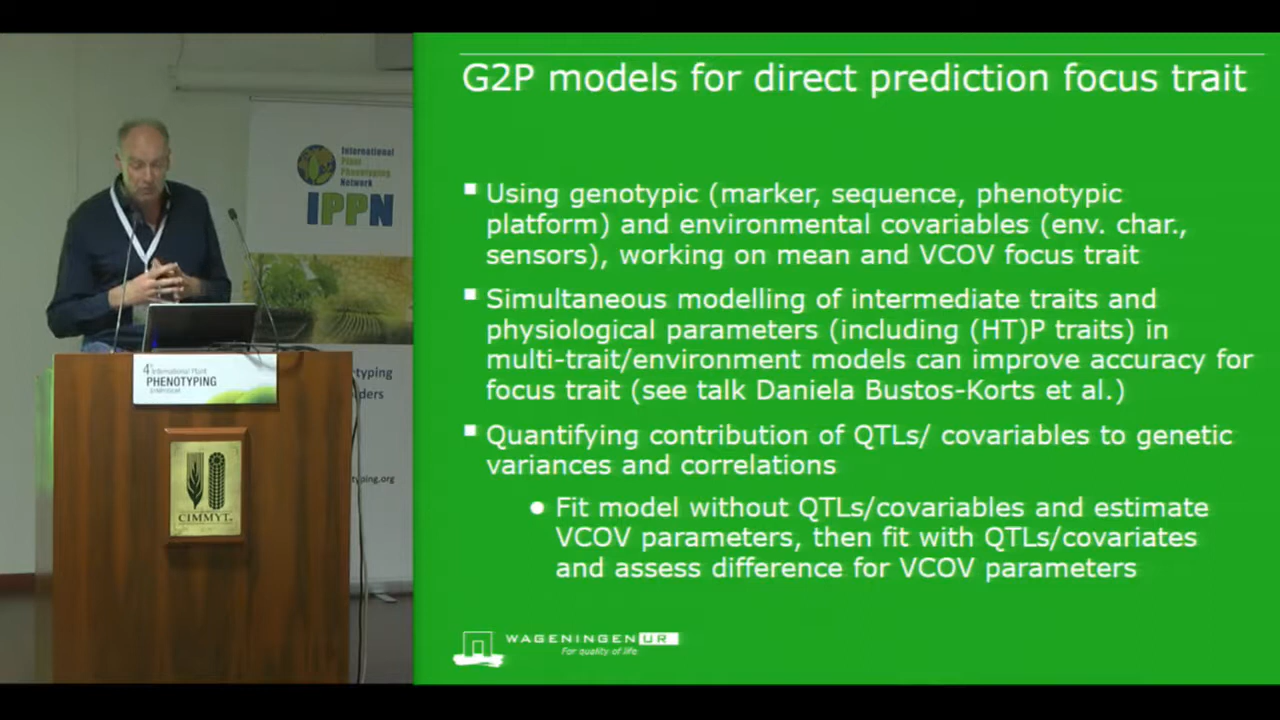 G2P models for direct prediction focus trait
Using genotypic (marker, sequence, phenotypic
platform) and environmental covariables (env. char.,
sensors), working on mean and VCOV focus trait
Simultaneous modelling of intermediate traits and
physiological parameters (including (HT)P traits) in
multi-trait/environment models can improve accuracy for
focus trait (see talk Daniela Bustos-Korts et al.)
Quantifying contribution of QTLs/ covariables to genetic
variances and correlations
Fit model without QTLs/covariables and estimate
VCOV parameters, then fit with QTLs/covariates
and assess difference for VCOV parameters
WAGENINGEN UR
For quality of life
International
Plant
Phenotyping
Network
IPPN
4th International Plant
PHENOTYPING
SYMPOSIUM
CIMMYT